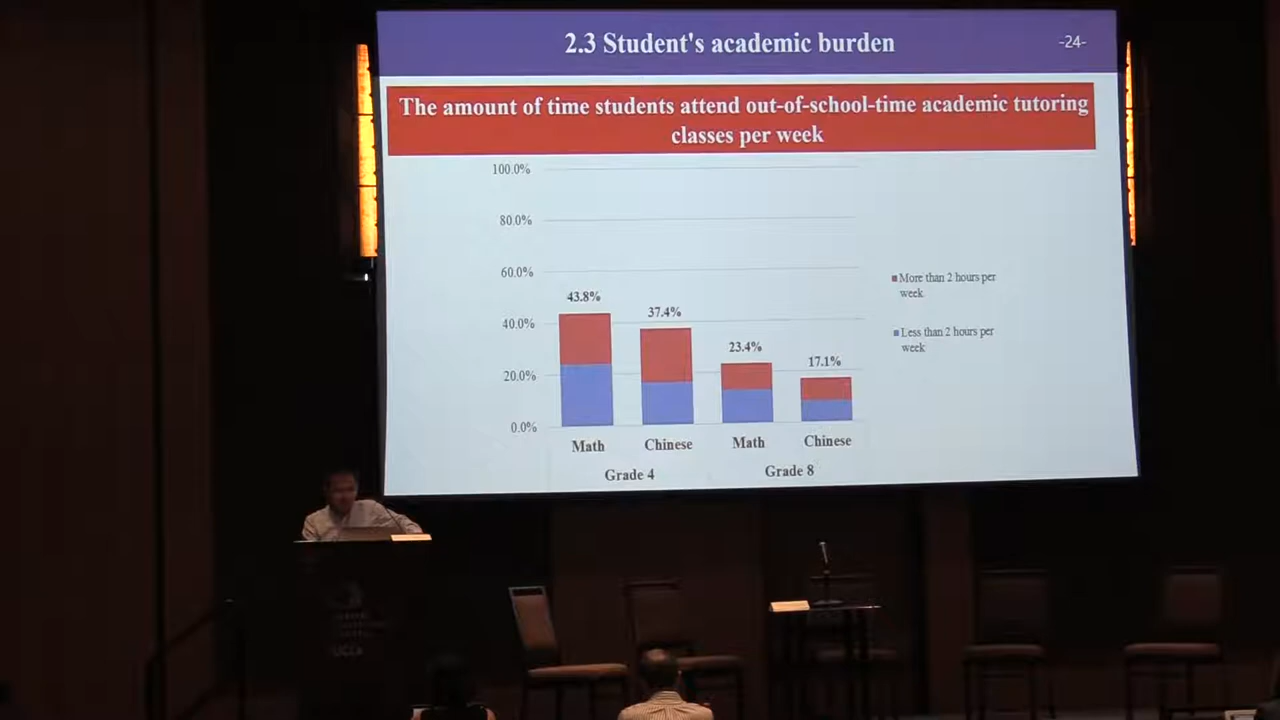 2.3 Student's academic burden
-24-
The amount of time students attend out-of-school-time academic tutoring
classes per week
100.0%
80.0%
60.0%
40.0%
20.0%
0.0%
43.8%
37.4%
23.4%
17.1%
Math
Chinese
Math
Chinese
Grade 4
Grade 8
More than 2 hours per
week
Less than 2 hours per
week
UCLA